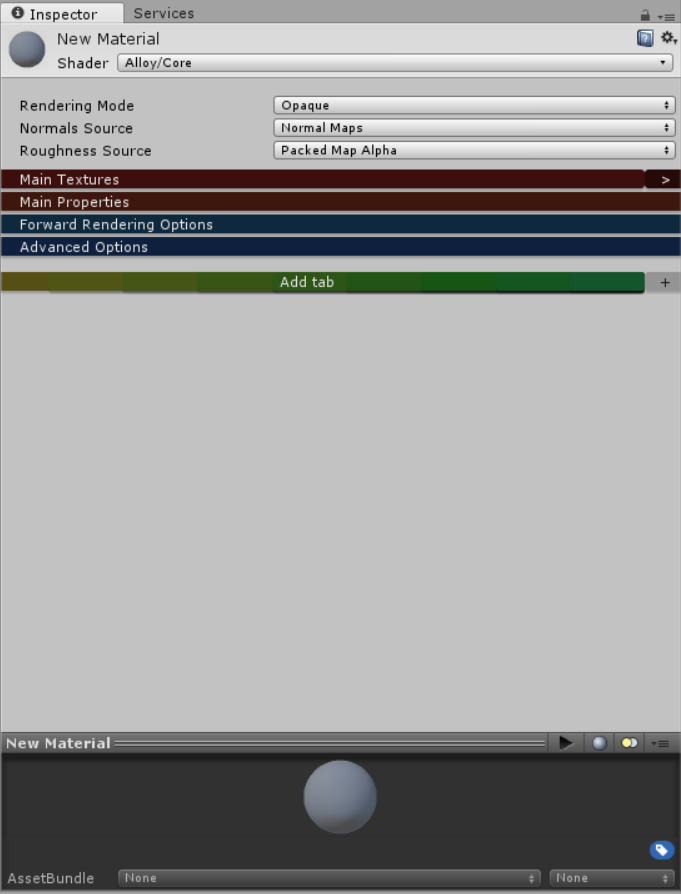 Inspector Services
New Material
Shader Alloy/Core
Rendering Mode Opaque
Normals Source Normal Maps
Roughness Source Packed Map Alpha
Main Textures >
Main Properties
Forward Rendering Options
Advanced Options
Add tab +
New Material
AssetBundle None None